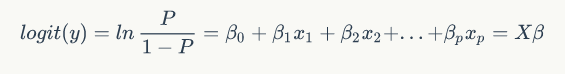 logit(y) = ln P/(1 − P) = β₀ + β₁x₁ + β₂x₂+. . . +βₚxₚ = Xβ